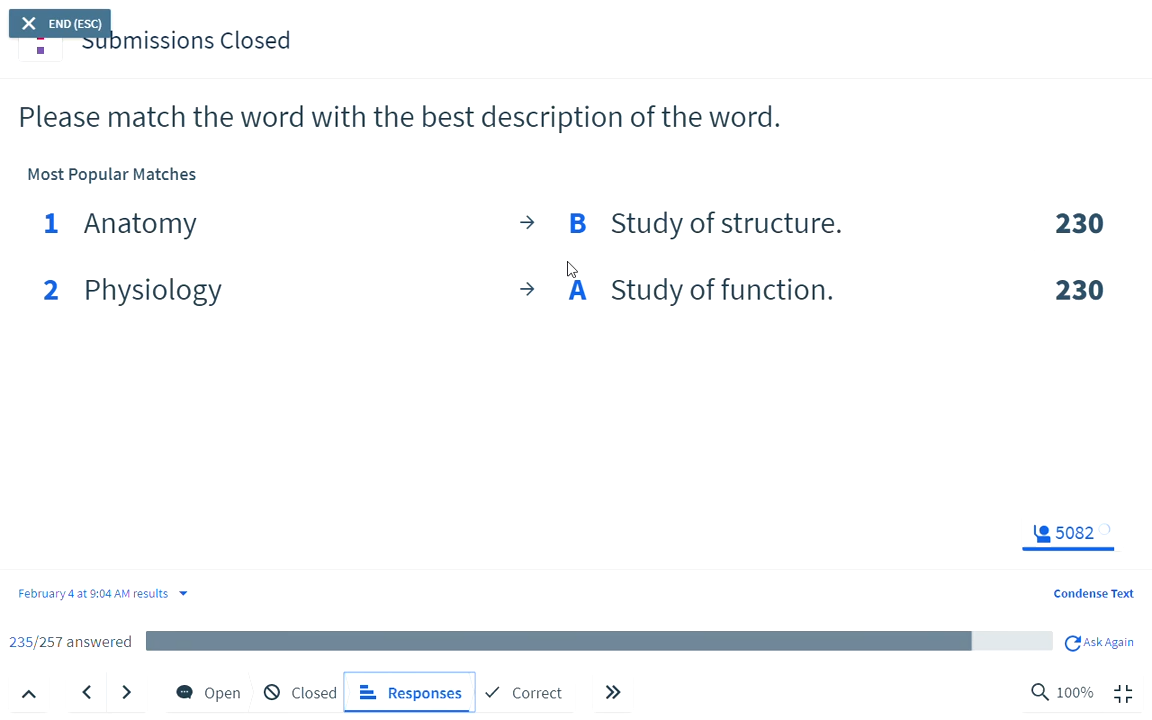 END (ESC)
Submissions Closed
Please match the word with the best description of the word.
Most Popular Matches
1 Anatomy → B Study of structure. 230
2 Physiology → A Study of function. 230
5082
February 4 at 9:04 AM results
Condense Text
235/257 answered
Ask Again
Open Closed Responses Correct 100%